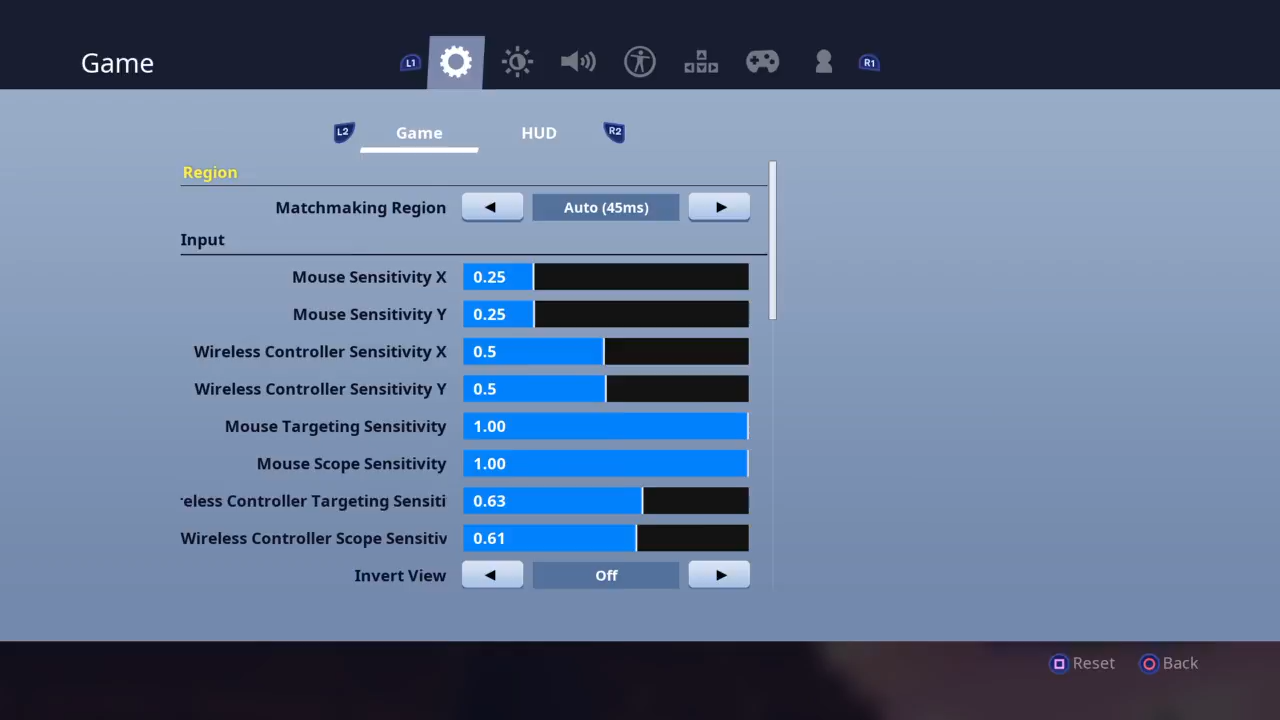 Game
L1
R1
L2
Game
HUD
R2
Region
Matchmaking Region ◀ Auto (45ms) ▶
Input
Mouse Sensitivity X 0.25
Mouse Sensitivity Y 0.25
Wireless Controller Sensitivity X 0.5
Wireless Controller Sensitivity Y 0.5
Mouse Targeting Sensitivity 1.00
Mouse Scope Sensitivity 1.00
reless Controller Targeting Sensiti 0.63
Wireless Controller Scope Sensitiv 0.61
Invert View ◀ Off ▶
Reset Back